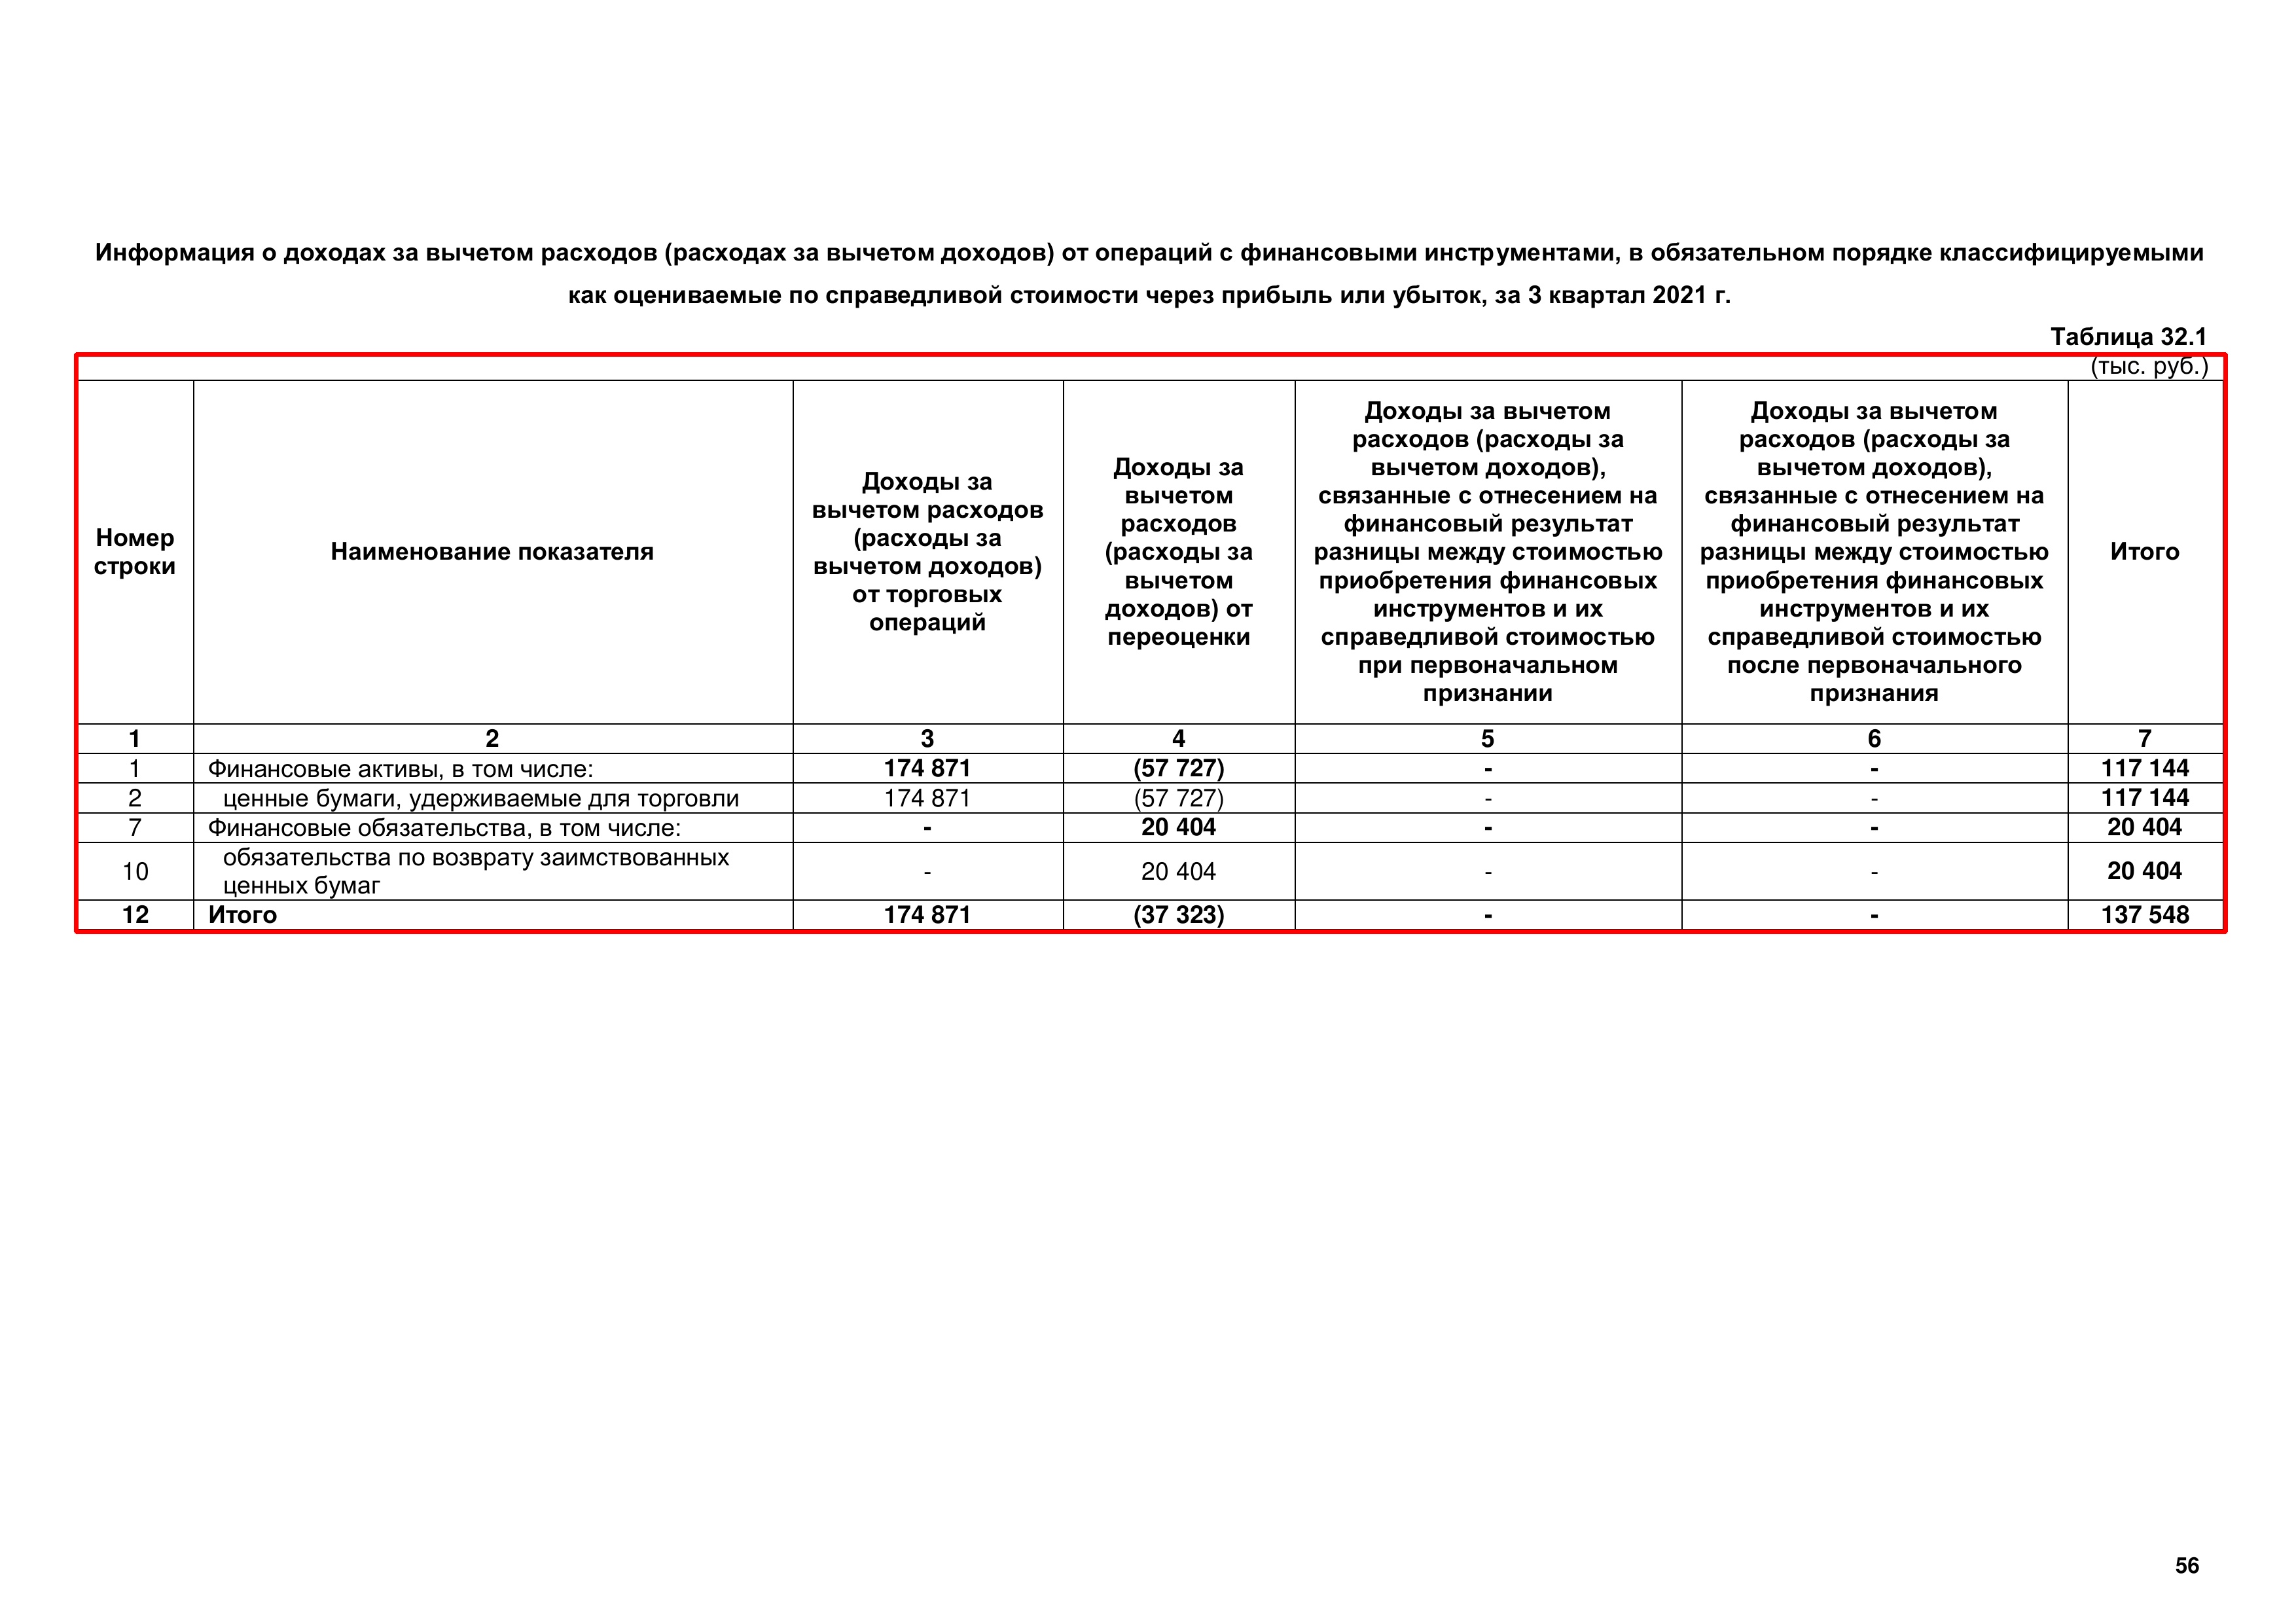 Информация о доходах за вычетом расходов (расходах за вычетом доходов) от операций с финансовыми инструментами, в обязательном порядке классифицируемыми
как оцениваемые по справедливой стоимости через прибыль или убыток, за 3 квартал 2021 г.
Таблица 32.1
(тыс. руб.)
Номер
строки
Наименование показателя
Доходы за
вычетом расходов
(расходы за
вычетом доходов)
от торговых
операций
Доходы за
вычетом
расходов
(расходы за
вычетом
доходов) от
переоценки
Доходы за вычетом
расходов (расходы за
вычетом доходов),
связанные с отнесением на
финансовый результат
разницы между стоимостью
приобретения финансовых
инструментов и их
справедливой стоимостью
при первоначальном
признании
Доходы за вычетом
расходов (расходы за
вычетом доходов),
связанные с отнесением на
финансовый результат
разницы между стоимостью
приобретения финансовых
инструментов и их
справедливой стоимостью
после первоначального
признания
Итого
1 2 3 4 5 6 7
1 Финансовые активы, в том числе: 174 871 (57 727) - - 117 144
2 ценные бумаги, удерживаемые для торговли 174 871 (57 727) - - 117 144
7 Финансовые обязательства, в том числе: - 20 404 - - 20 404
10 обязательства по возврату заимствованных
ценных бумаг - 20 404 - - 20 404
12 Итого 174 871 (37 323) - - 137 548
56